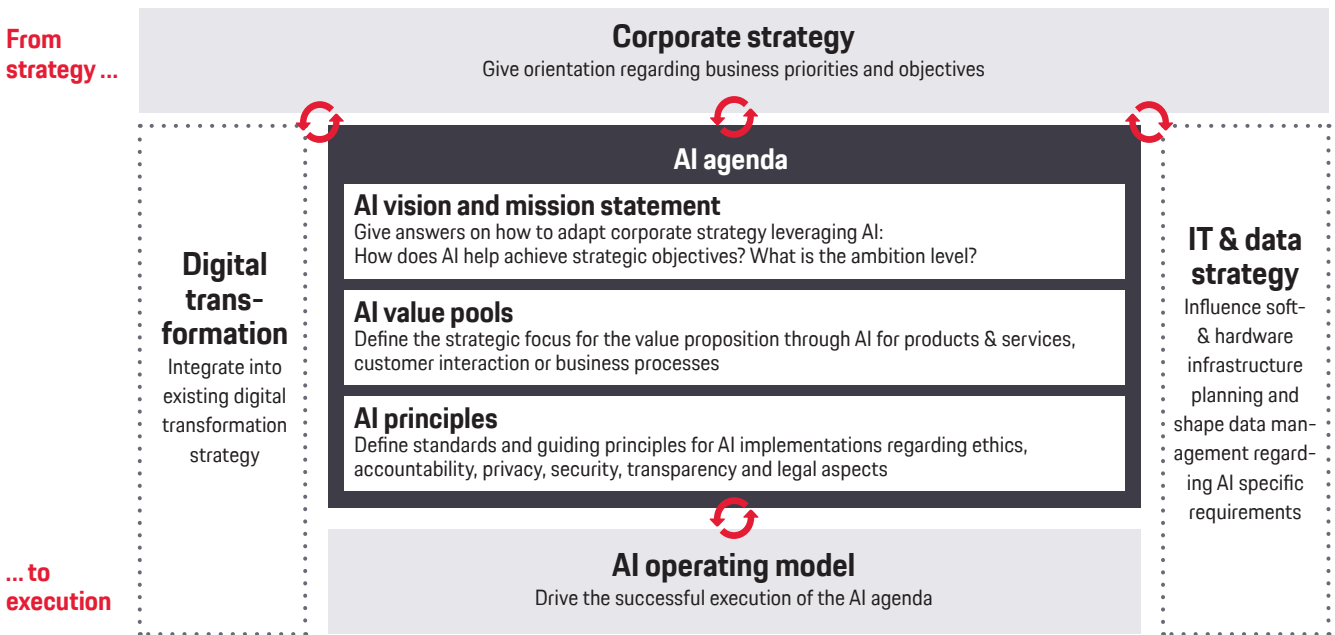 From
strategy ...
Corporate strategy
Give orientation regarding business priorities and objectives
Digital
trans-
formation
Integrate into
existing digital
transformation
strategy
AI agenda
AI vision and mission statement
Give answers on how to adapt corporate strategy leveraging AI:
How does AI help achieve strategic objectives? What is the ambition level?
AI value pools
Define the strategic focus for the value proposition through AI for products & services,
customer interaction or business processes
AI principles
Define standards and guiding principles for AI implementations regarding ethics,
accountability, privacy, security, transparency and legal aspects
IT & data
strategy
Influence soft-
& hardware
infrastructure
planning and
shape data man-
agement regard-
ing AI specific
requirements
... to
execution
AI operating model
Drive the successful execution of the AI agenda